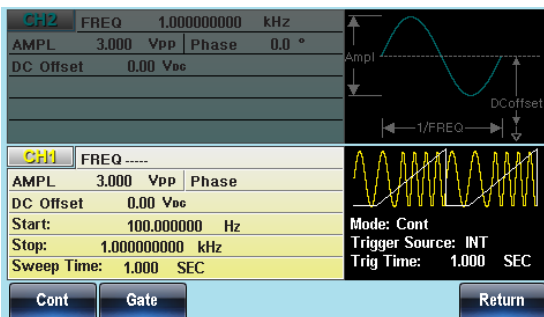 CH2 FREQ 1.000000000 kHz
AMPL 3.000 Vpp Phase 0.0 °
DC Offset 0.00 VDC
Ampl
DCoffset
1/FREQ
CH1 FREQ -----
AMPL 3.000 Vpp Phase
DC Offset 0.00 VDC
Start: 100.000000 Hz
Stop: 1.000000000 kHz
Sweep Time: 1.000 SEC
Mode: Cont
Trigger Source: INT
Trig Time: 1.000 SEC
Cont Gate Return